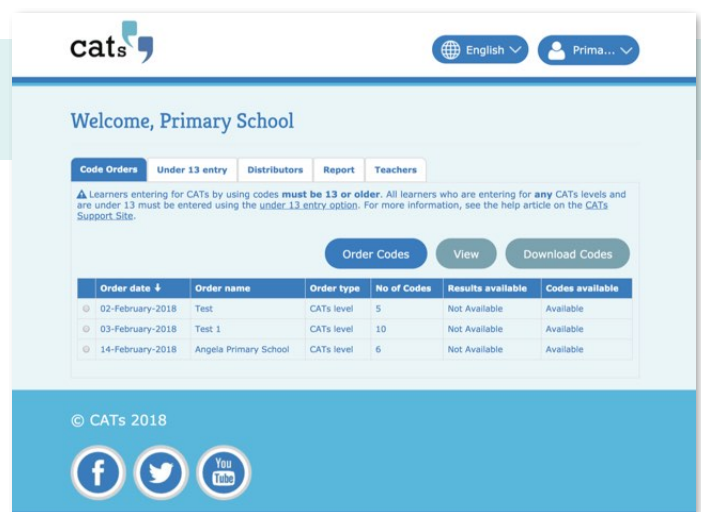 cats
English
Prima...
Welcome, Primary School
Code Orders Under 13 entry Distributors Report Teachers
Learners entering for CATs by using codes must be 13 or older. All learners who are entering for any CATs levels and
are under 13 must be entered using the under 13 entry option. For more information, see the help article on the CATs
Support Site.
Order Codes View Download Codes
Order date Order name Order type No of Codes Results available Codes available
02-February-2018 Test CATs level 5 Not Available Available
03-February-2018 Test 1 CATs level 10 Not Available Available
14-February-2018 Angela Primary School CATs level 6 Not Available Available
© CATs 2018
You
Tube